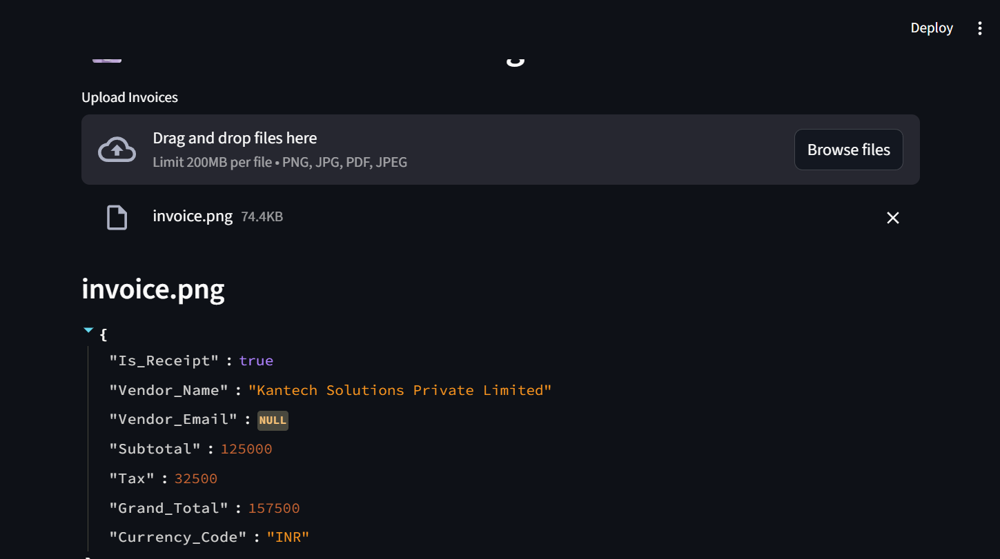 Deploy
Upload Invoices
Drag and drop files here
Limit 200MB per file • PNG, JPG, PDF, JPEG
Browse files
invoice.png 74.4KB
invoice.png
{
"Is_Receipt" : true
"Vendor_Name" : "Kantech Solutions Private Limited"
"Vendor_Email" : NULL
"Subtotal" : 125000
"Tax" : 32500
"Grand_Total" : 157500
"Currency_Code" : "INR"